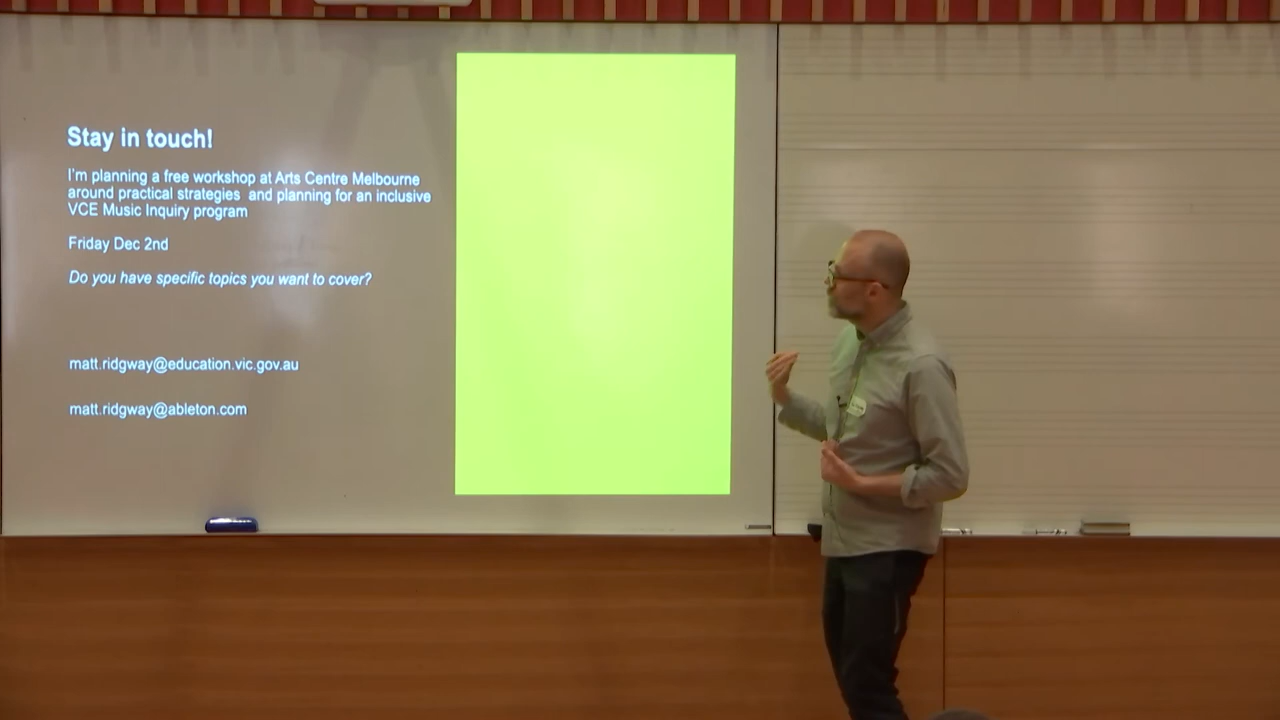 Stay in touch!
I'm planning a free workshop at Arts Centre Melbourne
around practical strategies and planning for an inclusive
VCE Music Inquiry program
Friday Dec 2nd
Do you have specific topics you want to cover?
matt.ridgway@education.vic.gov.au
matt.ridgway@ableton.com